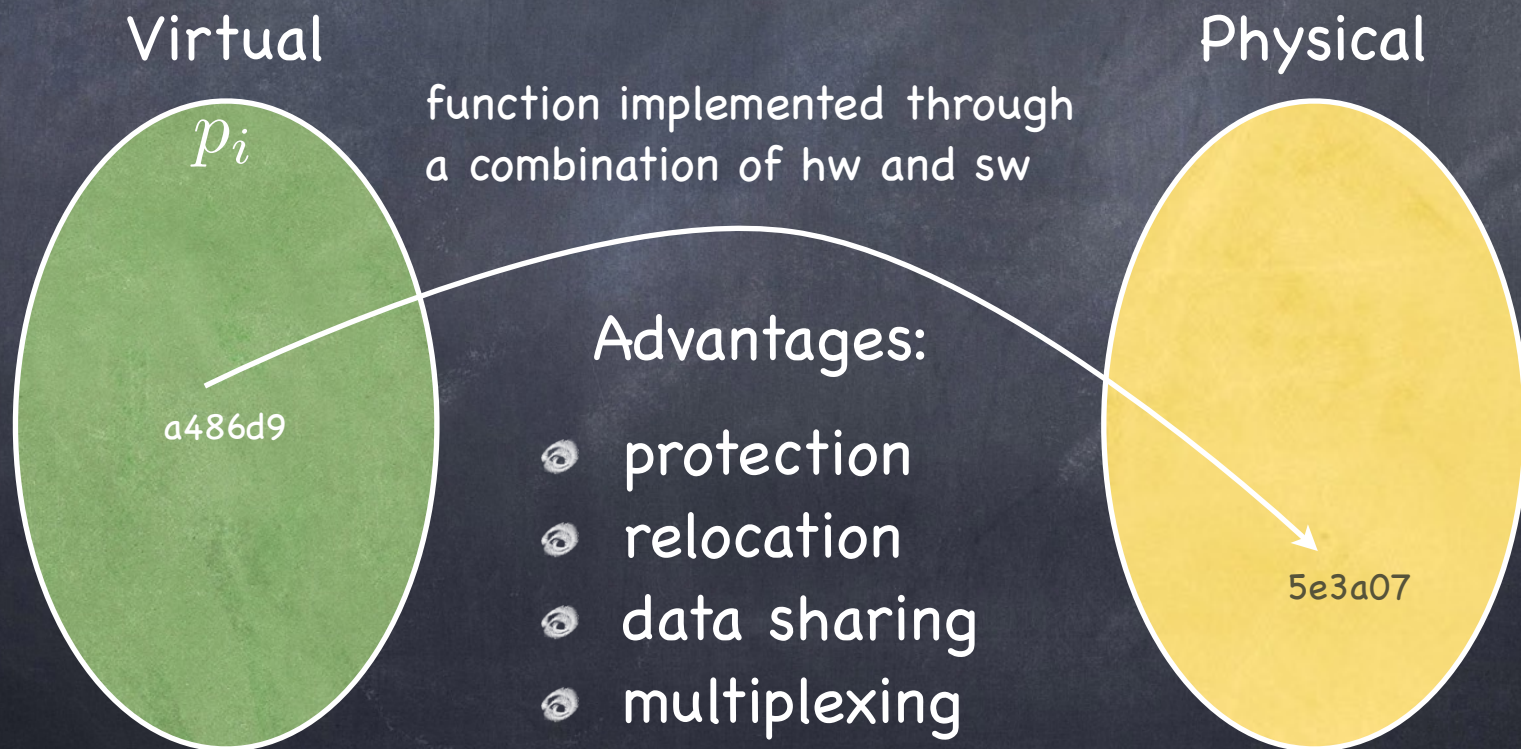 Virtual
Physical
function implemented through
a combination of hw and sw
p_i
a486d9
Advantages:
protection
relocation
data sharing
multiplexing
5e3a07